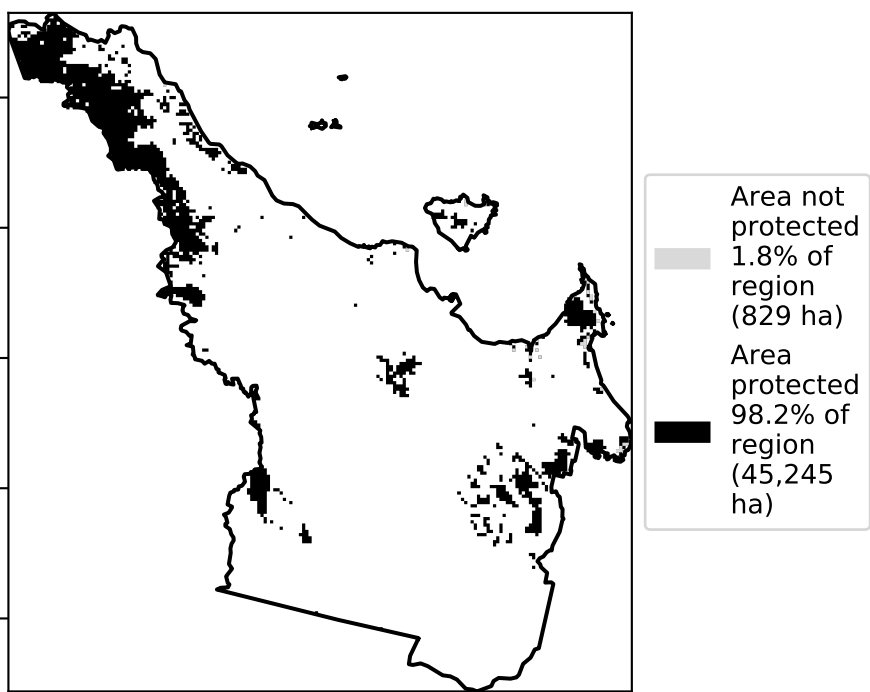 Area not
protected
1.8% of
region
(829 ha)
Area
protected
98.2% of
region
(45,245
ha)